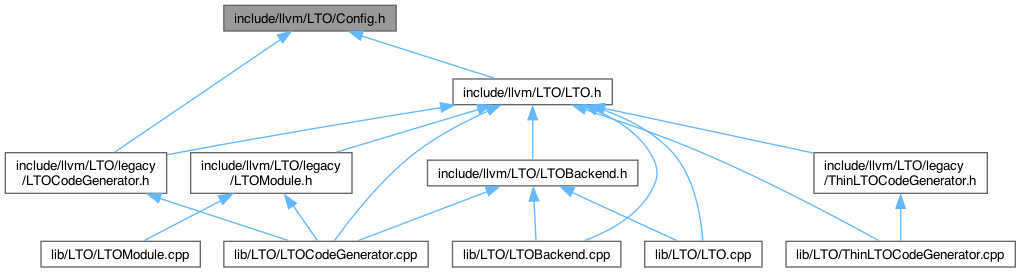 include/llvm/LTO/Config.h
include/llvm/LTO/LTO.h
include/llvm/LTO/legacy
/LTOCodeGenerator.h
include/llvm/LTO/legacy
/LTOModule.h
include/llvm/LTO/LTOBackend.h
include/llvm/LTO/legacy
/ThinLTOCodeGenerator.h
lib/LTO/LTOModule.cpp
lib/LTO/LTOCodeGenerator.cpp
lib/LTO/LTOBackend.cpp
lib/LTO/LTO.cpp
lib/LTO/ThinLTOCodeGenerator.cpp